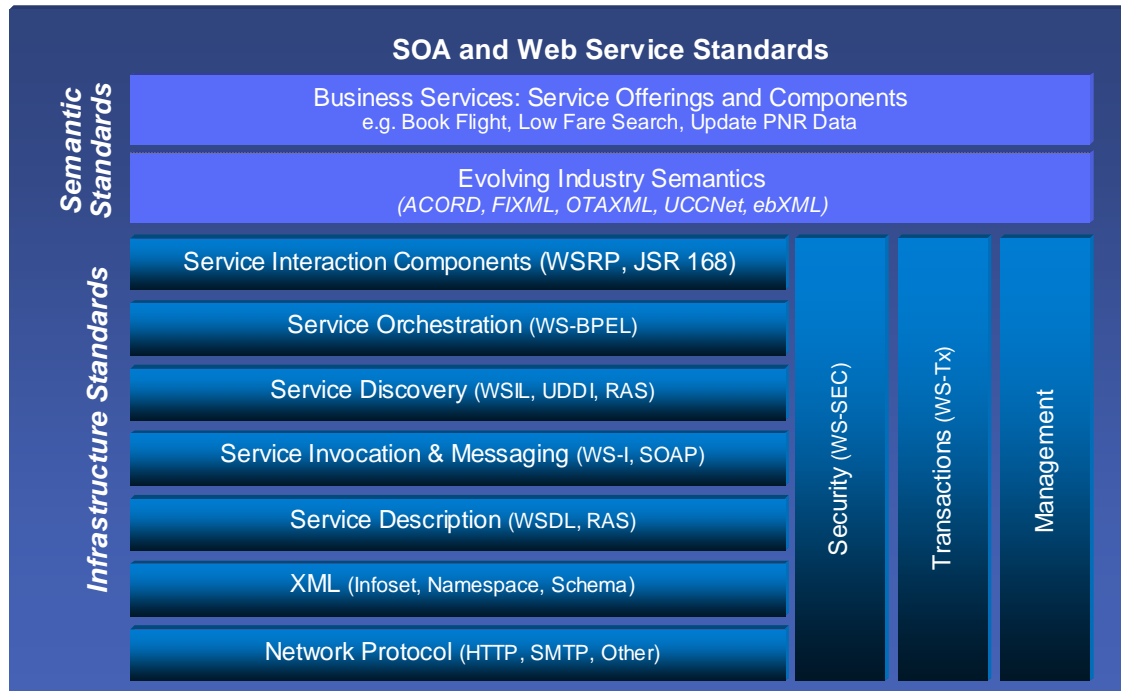 SOA and Web Service Standards
Semantic
Standards
Business Services: Service Offerings and Components
e.g. Book Flight, Low Fare Search, Update PNR Data
Evolving Industry Semantics
(ACORD, FIXML, OTAXML, UCCNet, ebXML)
Infrastructure Standards
Service Interaction Components (WSRP, JSR 168)
Service Orchestration (WS-BPEL)
Service Discovery (WSIL, UDDI, RAS)
Service Invocation & Messaging (WS-I, SOAP)
Service Description (WSDL, RAS)
XML (Infoset, Namespace, Schema)
Network Protocol (HTTP, SMTP, Other)
Security (WS-SEC)
Transactions (WS-Tx)
Management